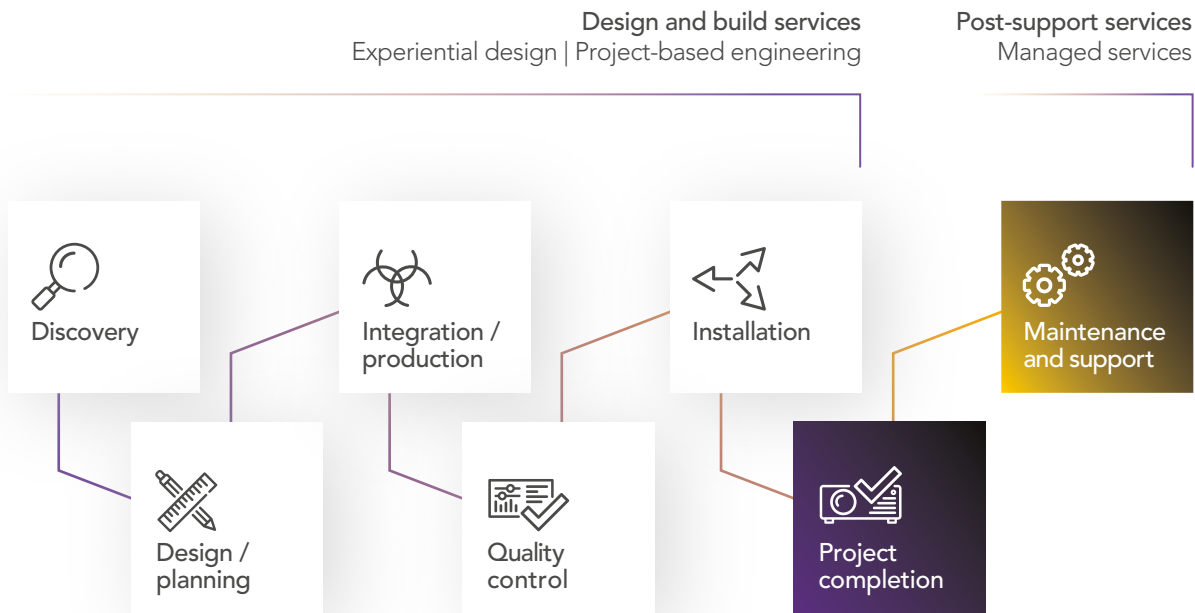 Design and build services
Experiential design | Project-based engineering
Post-support services
Managed services
Discovery
Design /
planning
Integration /
production
Quality
control
Installation
Project
completion
Maintenance
and support